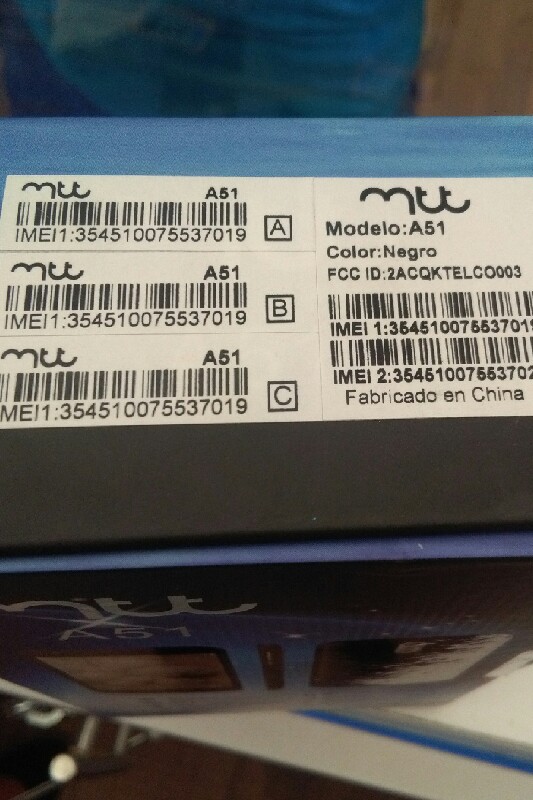 mtt
A51
IMEI1:354510075537019
A
mtt
A51
IMEI1:354510075537019
B
mtt
A51
IMEI1:354510075537019
C
mtt
Modelo:A51
Color:Negro
FCC ID:2ACQKTELCO003
IMEI 1:354510075537019
IMEI 2:35451007553702
Fabricado en China
mtt
A51